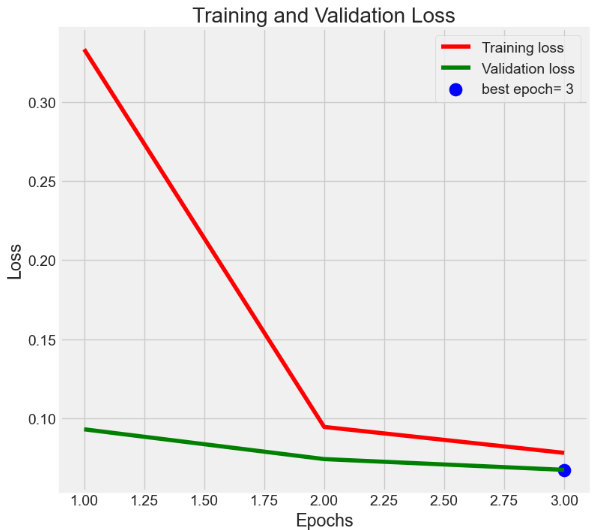 Training and Validation Loss
Training loss
Validation loss
best epoch= 3
Loss
0.30
0.25
0.20
0.15
0.10
1.00 1.25 1.50 1.75 2.00 2.25 2.50 2.75 3.00
Epochs